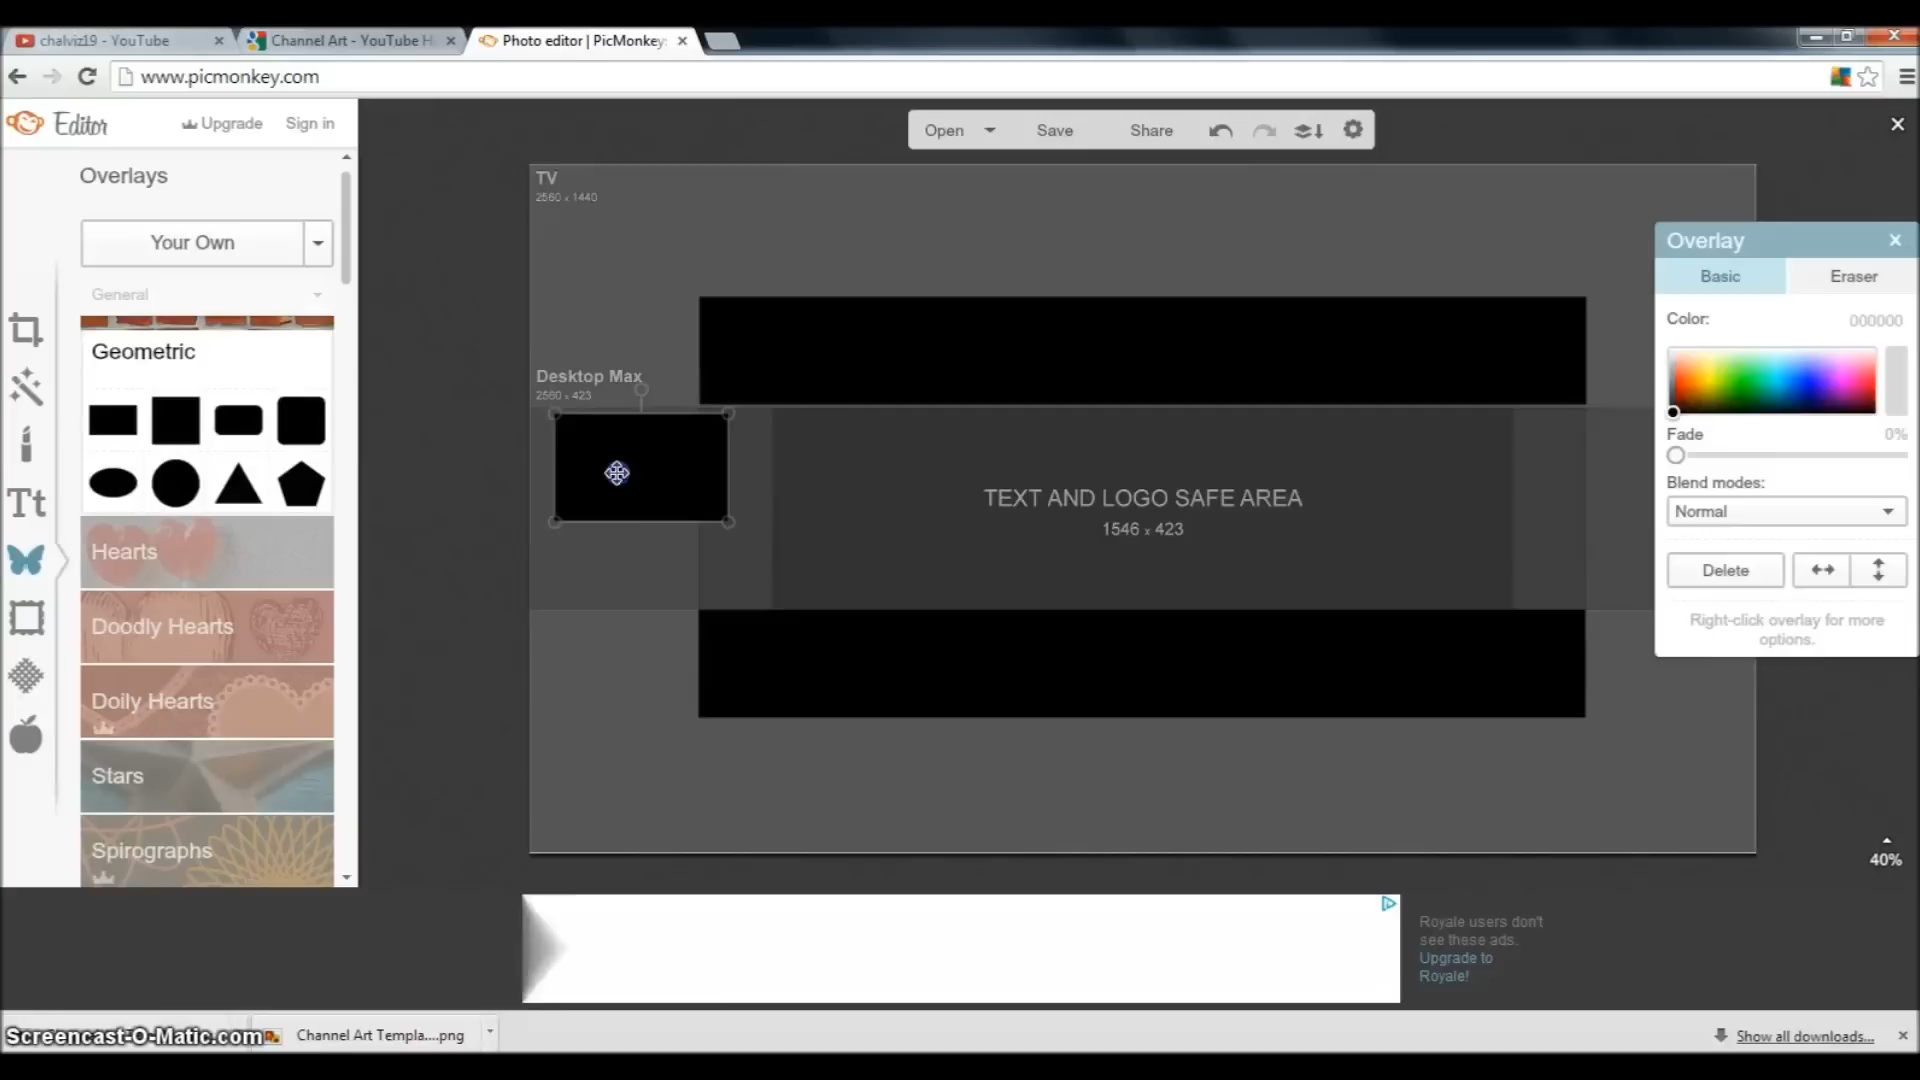 chalviz19 - YouTube
Channel Art - YouTube H
Photo editor | PicMonkey
www.picmonkey.com
Editor
Upgrade
Sign in
Open
Save
Share
Overlays
Your Own
General
Geometric
Hearts
Doodly Hearts
Doily Hearts
Stars
Spirographs
TV
2560 x 1440
Desktop Max
2560 x 423
TEXT AND LOGO SAFE AREA
1546 x 423
Overlay
Basic
Eraser
Color:
000000
Fade
0%
Blend modes:
Normal
Delete
Right-click overlay for more
options.
40%
Royale users don't
see these ads.
Upgrade to
Royale!
Screencast-O-Matic.com
Channel Art Templa....png
Show all downloads...
Tt